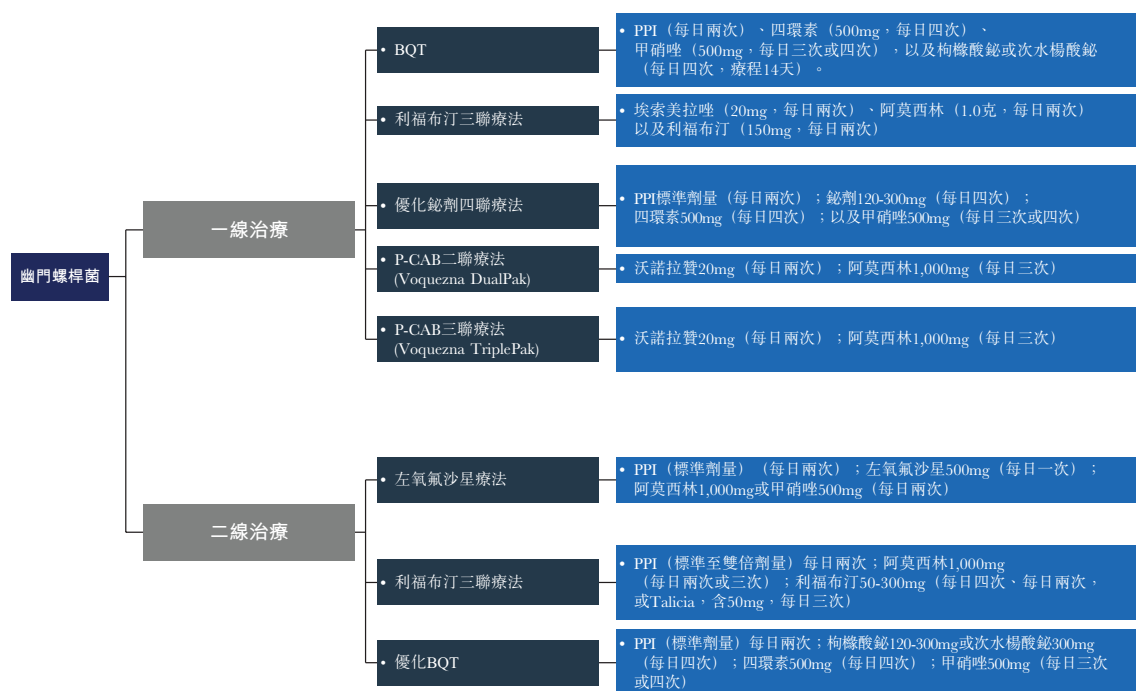 幽門螺桿菌
一線治療
• BQT
• PPI（每日兩次）、四環素（500mg，每日四次）、
甲硝唑（500mg，每日三次或四次），以及枸櫞酸鉍或次水楊酸鉍
（每日四次，療程14天）。
• 利福布汀三聯療法
• 埃索美拉唑（20mg，每日兩次）、阿莫西林（1.0克，每日兩次）
以及利福布汀（150mg，每日兩次）
• 優化鉍劑四聯療法
• PPI標準劑量（每日兩次）；鉍劑120-300mg（每日四次）；
四環素500mg（每日四次）；以及甲硝唑500mg（每日三次或四次）
• P-CAB二聯療法
(Voquezna DualPak)
• 沃諾拉贊20mg（每日兩次）；阿莫西林1,000mg（每日三次）
• P-CAB三聯療法
(Voquezna TriplePak)
• 沃諾拉贊20mg（每日兩次）；阿莫西林1,000mg（每日三次）
二線治療
• 左氧氟沙星療法
• PPI（標準劑量）（每日兩次）；左氧氟沙星500mg（每日一次）；
阿莫西林1,000mg或甲硝唑500mg（每日兩次）
• 利福布汀三聯療法
• PPI（標準至雙倍劑量）每日兩次；阿莫西林1,000mg
（每日兩次或三次）；利福布汀50-300mg（每日四次、每日兩次，
或Talicia，含50mg，每日三次）
• 優化BQT
• PPI（標準劑量）每日兩次；枸櫞酸鉍120-300mg或次水楊酸鉍300mg
（每日四次）；四環素500mg（每日四次）；甲硝唑500mg（每日三次
或四次）